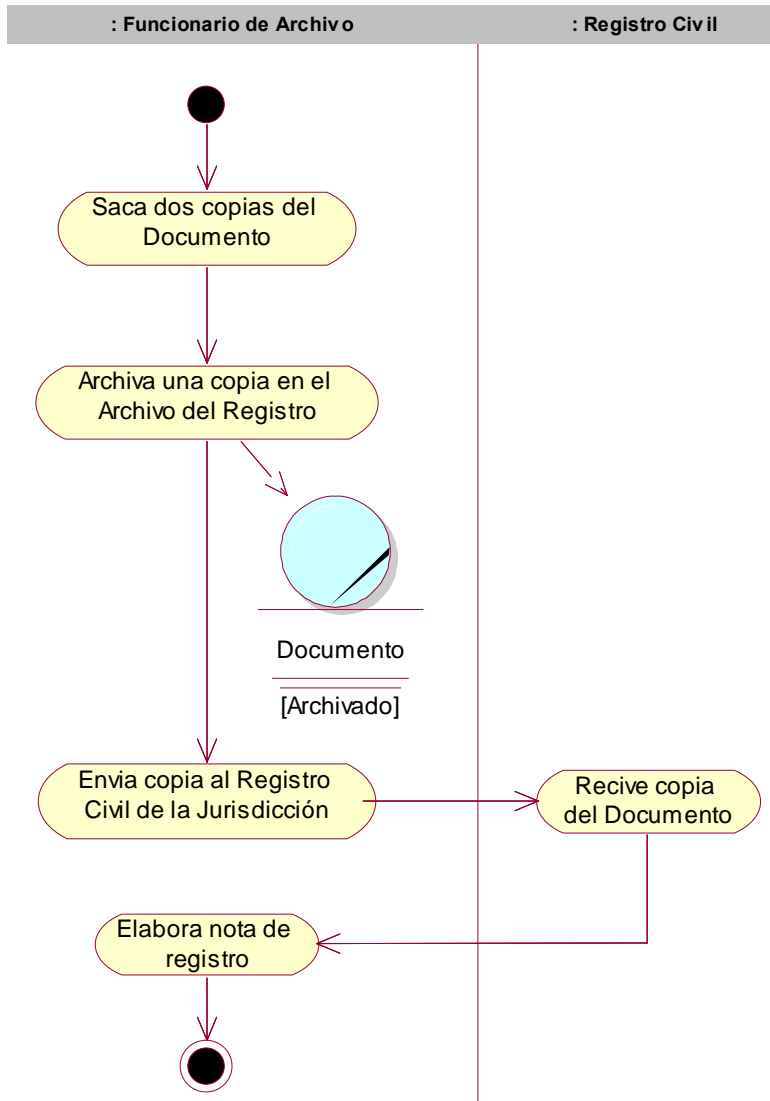 : Funcionario de Archivo
: Registro Civil
Saca dos copias del
Documento
Archiva una copia en el
Archivo del Registro
Documento
[Archivado]
Envia copia al Registro
Civil de la Jurisdicción
Recive copia
del Documento
Elabora nota de
registro